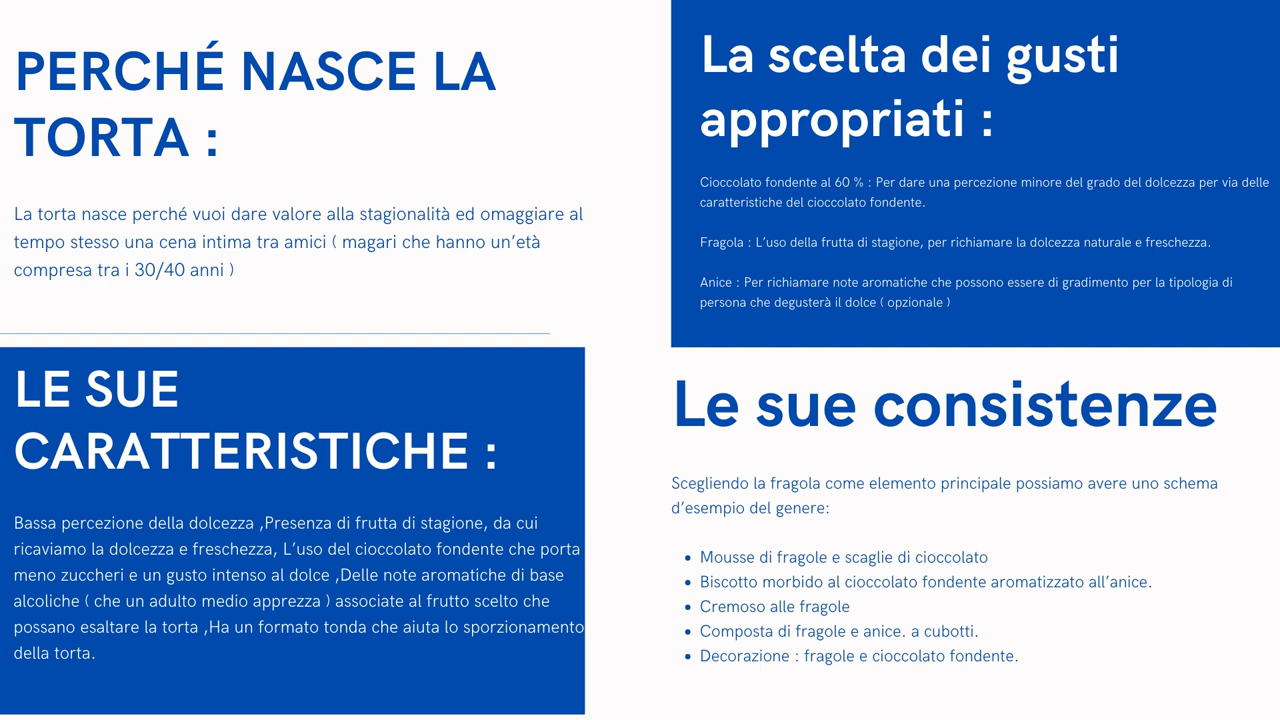 PERCHÉ NASCE LA
TORTA :
La torta nasce perché vuoi dare valore alla stagionalità ed omaggiare al
tempo stesso una cena intima tra amici ( magari che hanno un'età
compresa tra i 30/40 anni )
La scelta dei gusti
appropriati :
Cioccolato fondente al 60 % : Per dare una percezione minore del grado del dolcezza per via delle
caratteristiche del cioccolato fondente.
Fragola : L'uso della frutta di stagione, per richiamare la dolcezza naturale e freschezza.
Anice : Per richiamare note aromatiche che possono essere di gradimento per la tipologia di
persona che degusterà il dolce ( opzionale )
LE SUE
CARATTERISTICHE :
Bassa percezione della dolcezza ,Presenza di frutta di stagione, da cui
ricaviamo la dolcezza e freschezza, L'uso del cioccolato fondente che porta
meno zuccheri e un gusto intenso al dolce ,Delle note aromatiche di base
alcoliche ( che un adulto medio apprezza ) associate al frutto scelto che
possano esaltare la torta ,Ha un formato tonda che aiuta lo sporzionamento
della torta.
Le sue consistenze
Scegliendo la fragola come elemento principale possiamo avere uno schema
d'esempio del genere:
• Mousse di fragole e scaglie di cioccolato
• Biscotto morbido al cioccolato fondente aromatizzato all'anice.
• Cremoso alle fragole
• Composta di fragole e anice. a cubotti.
• Decorazione : fragole e cioccolato fondente.